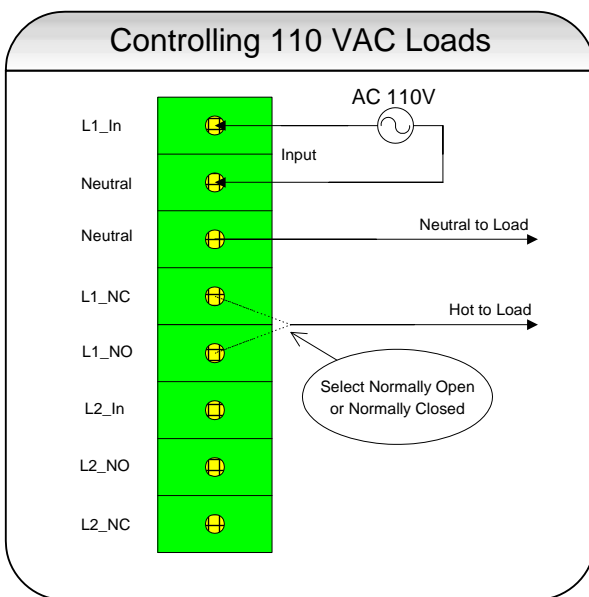 Controlling 110 VAC Loads
AC 110V
L1_In
Input
Neutral
Neutral
Neutral to Load
L1_NC
Hot to Load
L1_NO
Select Normally Open
or Normally Closed
L2_In
L2_NO
L2_NC